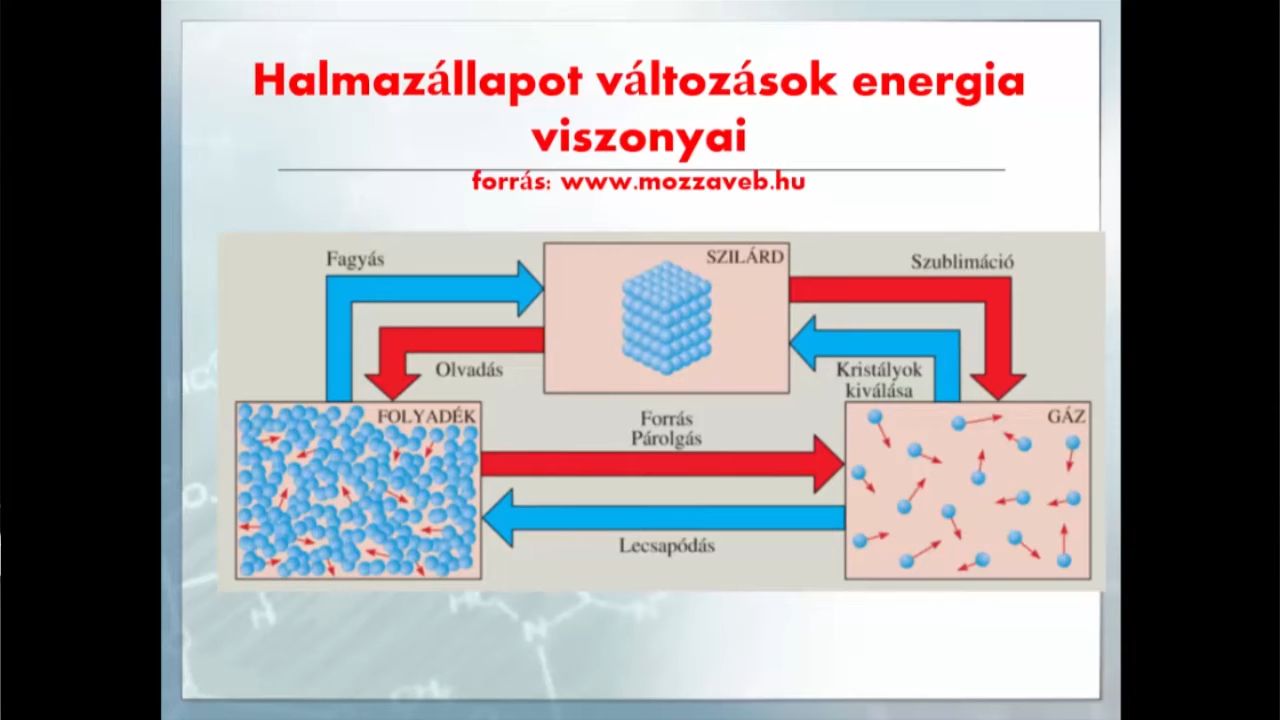 Halmazállapot változások energia
viszonyai
forrás: www.mozzaveb.hu
Fagyás
SZILÁRD
Szublimáció
Olvadás
Kristályok
kiválása
FOLYADÉK
Forrás
Párolgás
GÁZ
Lecsapódás